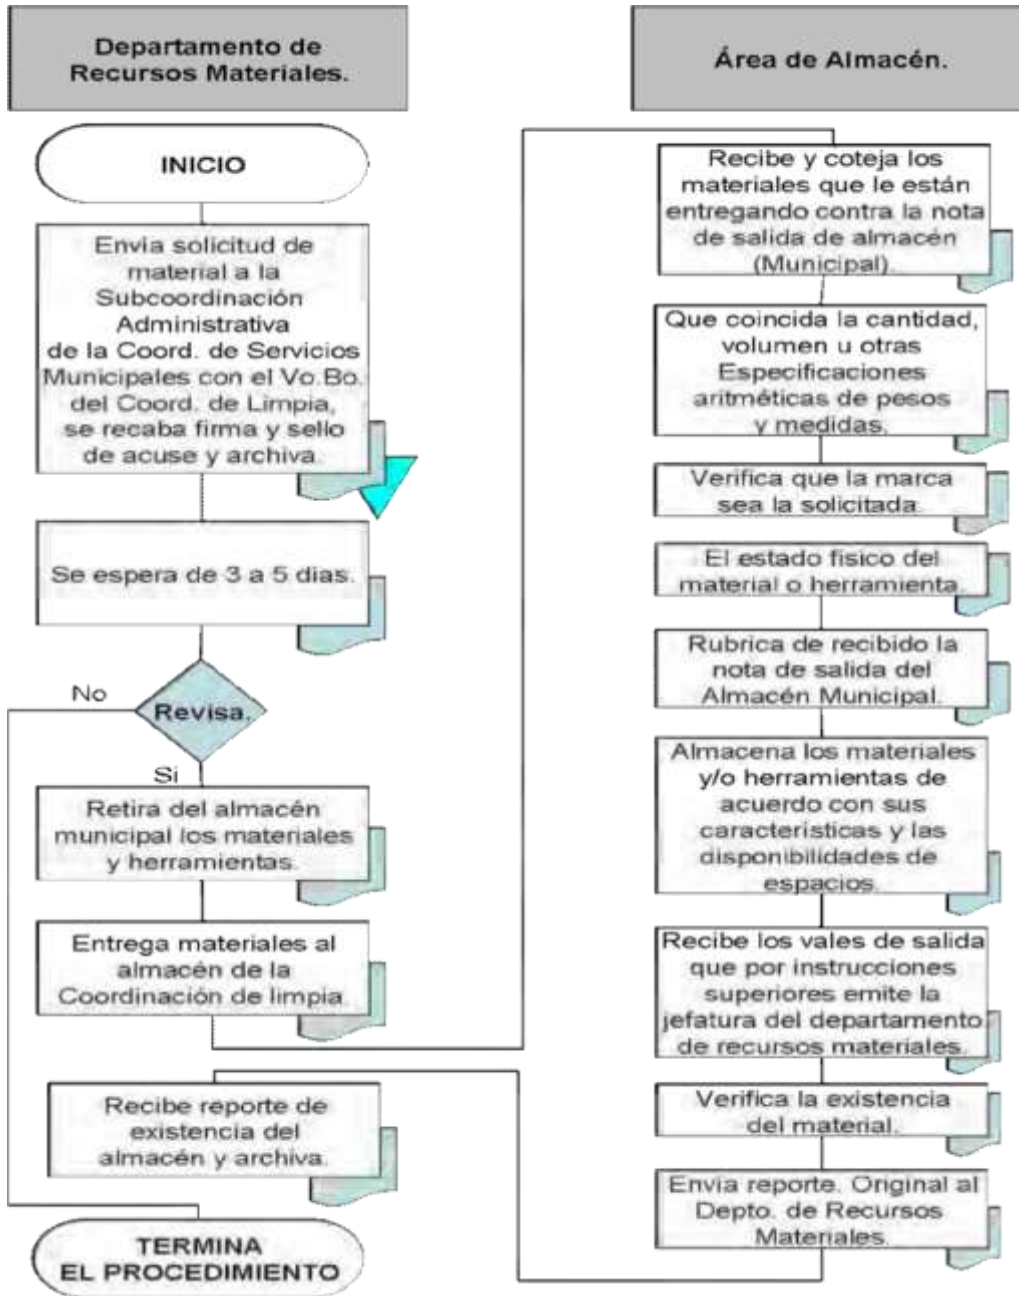 Departamento de
Recursos Materiales.
INICIO
Envia solicitud de
material a la
Subcoordinación
Administrativa
de la Coord. de Servicios
Municipales con el Vo.Bo.
del Coord. de Limpia,
se recaba firma y sello
de acuse y archiva.
Se espera de 3 a 5 dias.
No
Revisa.
Si
Retira del almacén
municipal los materiales
y herramientas.
Entrega materiales al
almacén de la
Coordinación de limpia
Recibe reporte de
existencia del
almacén y archiva.
TERMINA
EL PROCEDIMIENTO
Área de Almacén.
Recibe y coteja los
materiales que le están
entregando contra la nota
de salida de almacén
(Municipal).
Que coincida la cantidad,
volumen u otras
Especificaciones
aritméticas de pesos
y medidas.
Verifica que la marca
sea la solicitada.
El estado fisico del
material o herramienta.
Rubrica de recibido la
nota de salida del
Almacén Municipal.
Almacena los materiales
y/o herramientas de
acuerdo con sus
características y las
disponibilidades de
espacios.
Recibe los vales de salida
que por instrucciones
superiores emite la
jefatura del departamento
de recursos materiales.
Verifica la existencia
del material.
Envia reporte. Original al
Depto. de Recursos
Materiales.